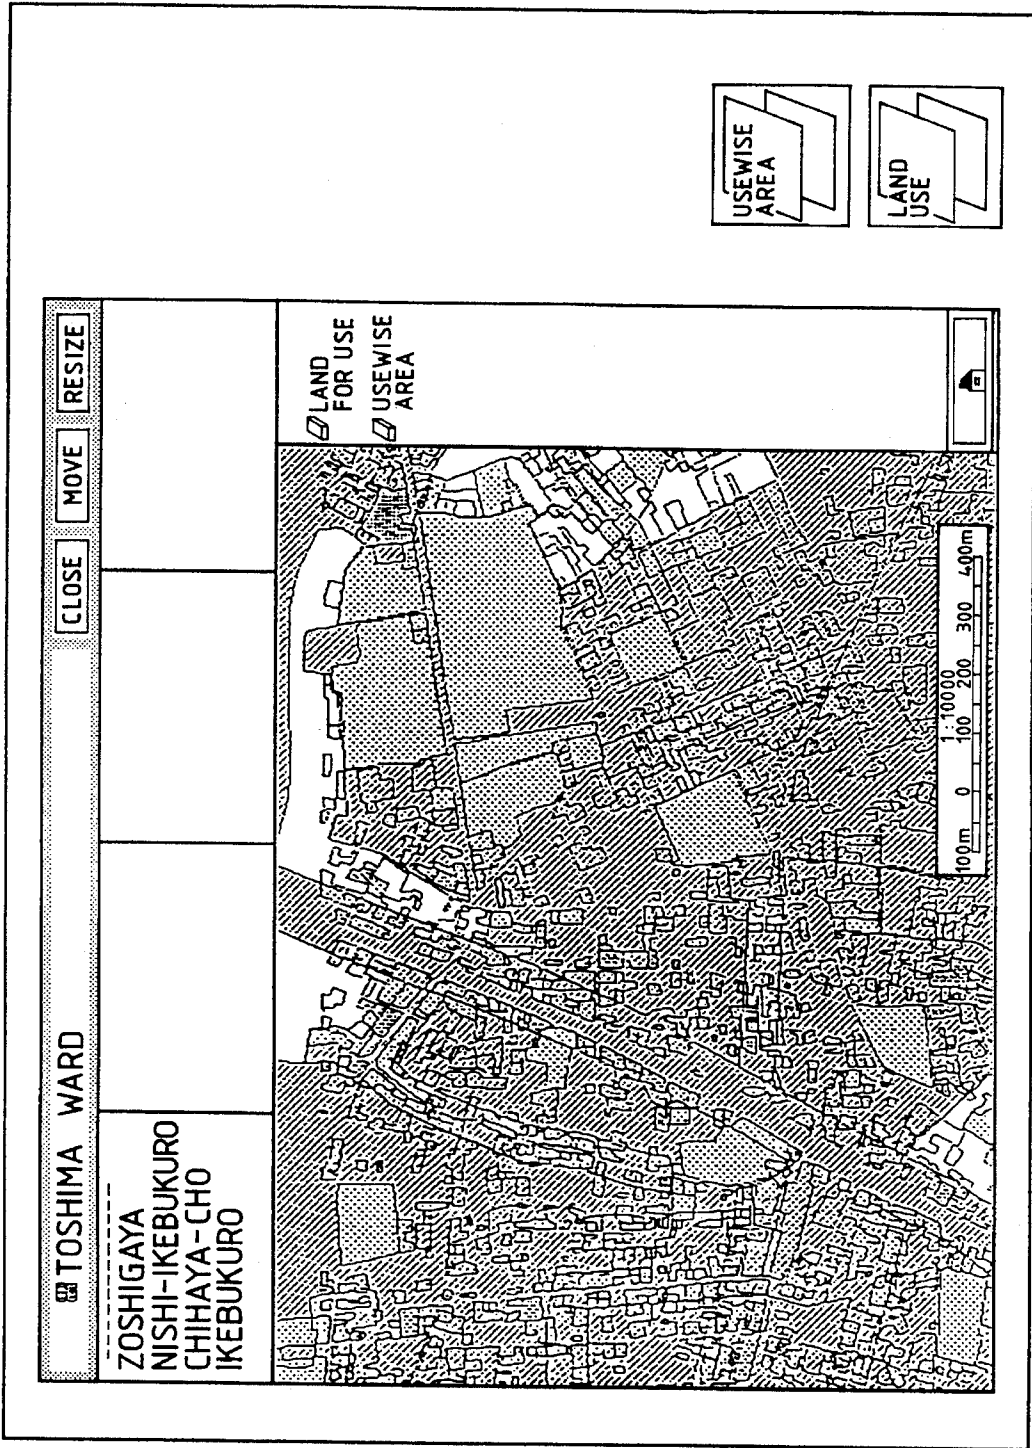 TOSHIMA WARD
CLOSE
MOVE
RESIZE
ZOSHIGAYA
NISHI-IKEBUKURO
CHIHAYA-CHO
IKEBUKURO
LAND
FOR USE
USEWISE
AREA
1:10000
100m 0 100 200 300 400m
USEWISE
AREA
LAND
USE